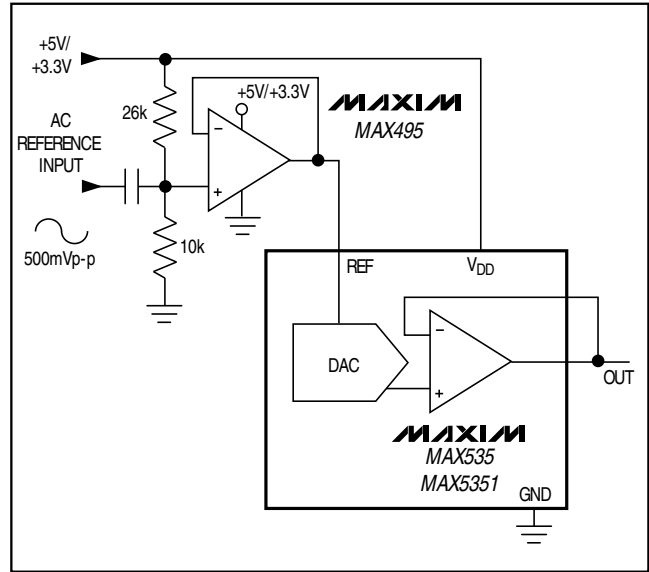 +5V/
+3.3V
+5V/+3.3V
26k
MAXIM
MAX495
AC
REFERENCE
INPUT
–
+
10k
500mVp-p
REF
VDD
DAC
–
+
OUT
MAXIM
MAX535
MAX5351
GND